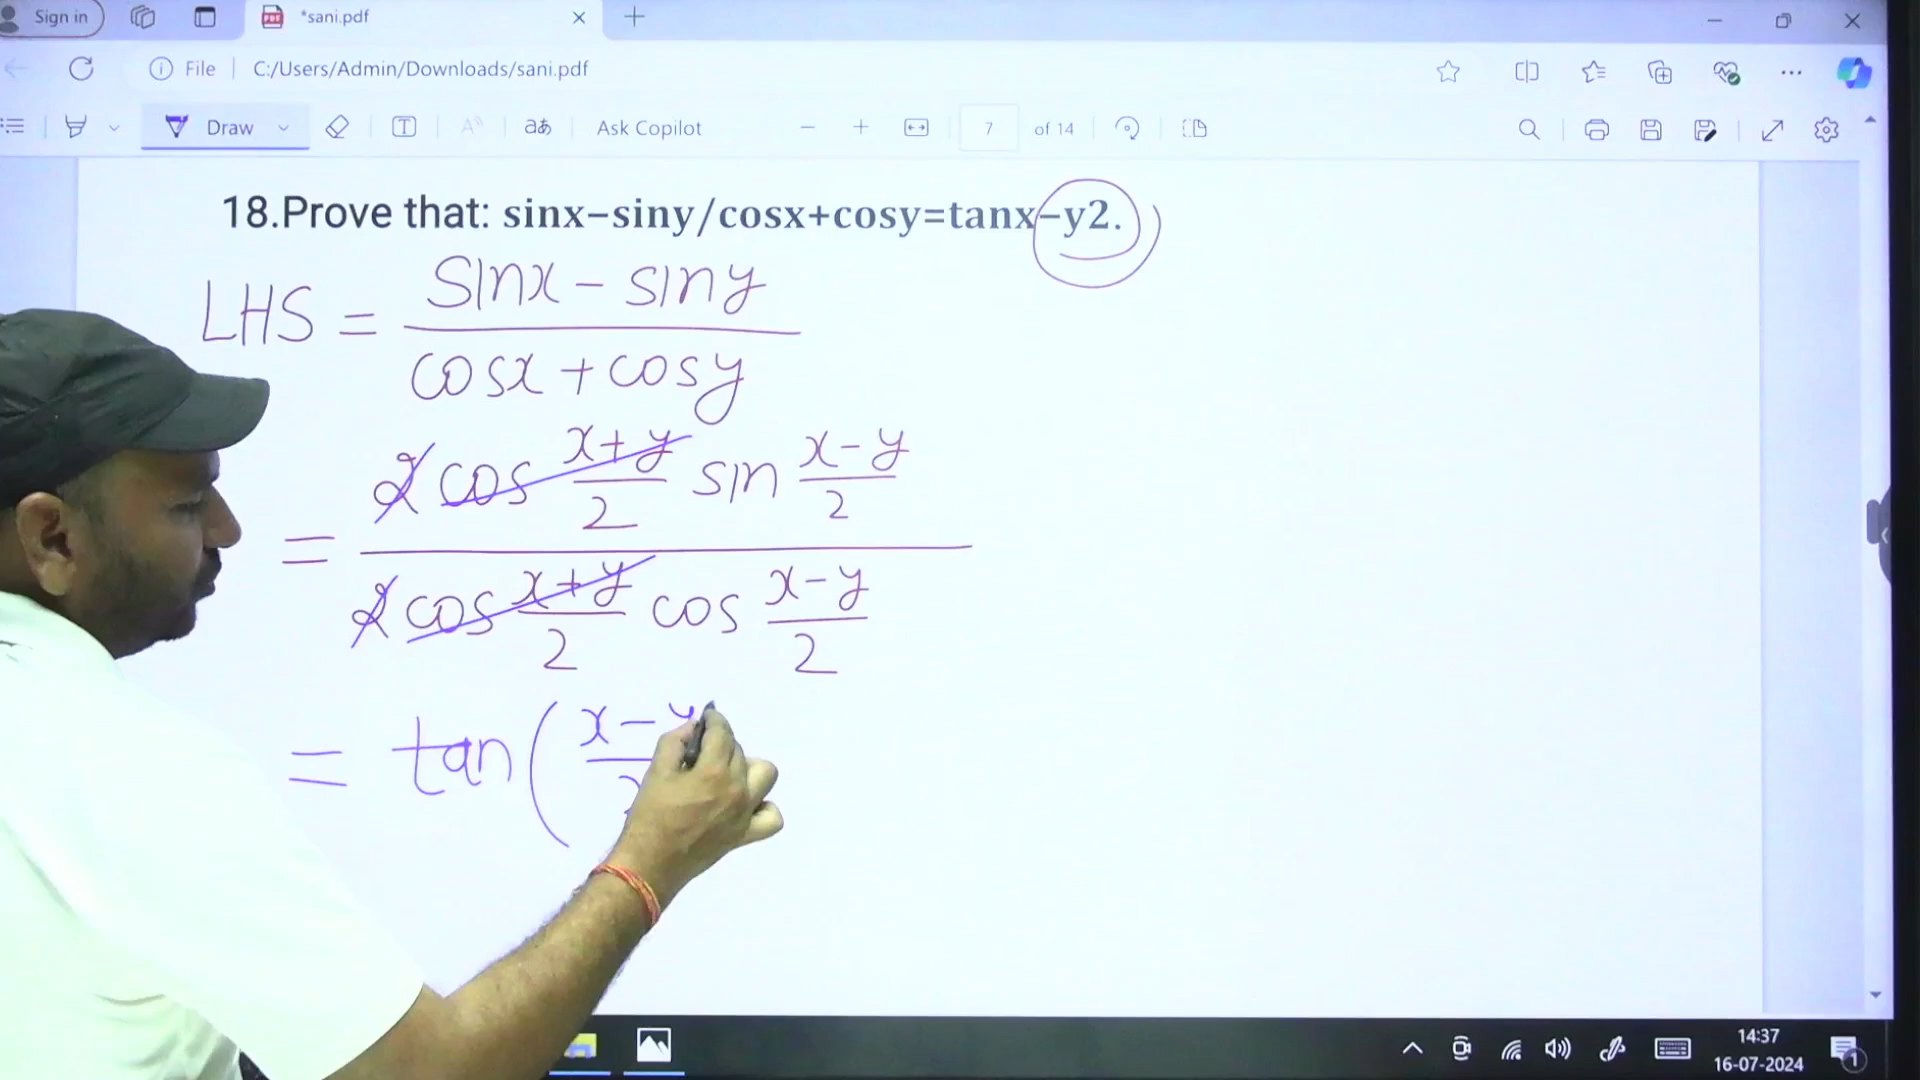 Sign in
*sani.pdf
File
C:/Users/Admin/Downloads/sani.pdf
Draw
Ask Copilot
7 of 14
18.Prove that: sinx−siny/cosx+cosy=tanx−y2.
LHS = sinx - siny
cosx + cosy
= 2 cos x+y/2 sin x-y/2
2 cos x+y/2 cos x-y/2
= tan ( x-y
14:37
16-07-2024
1